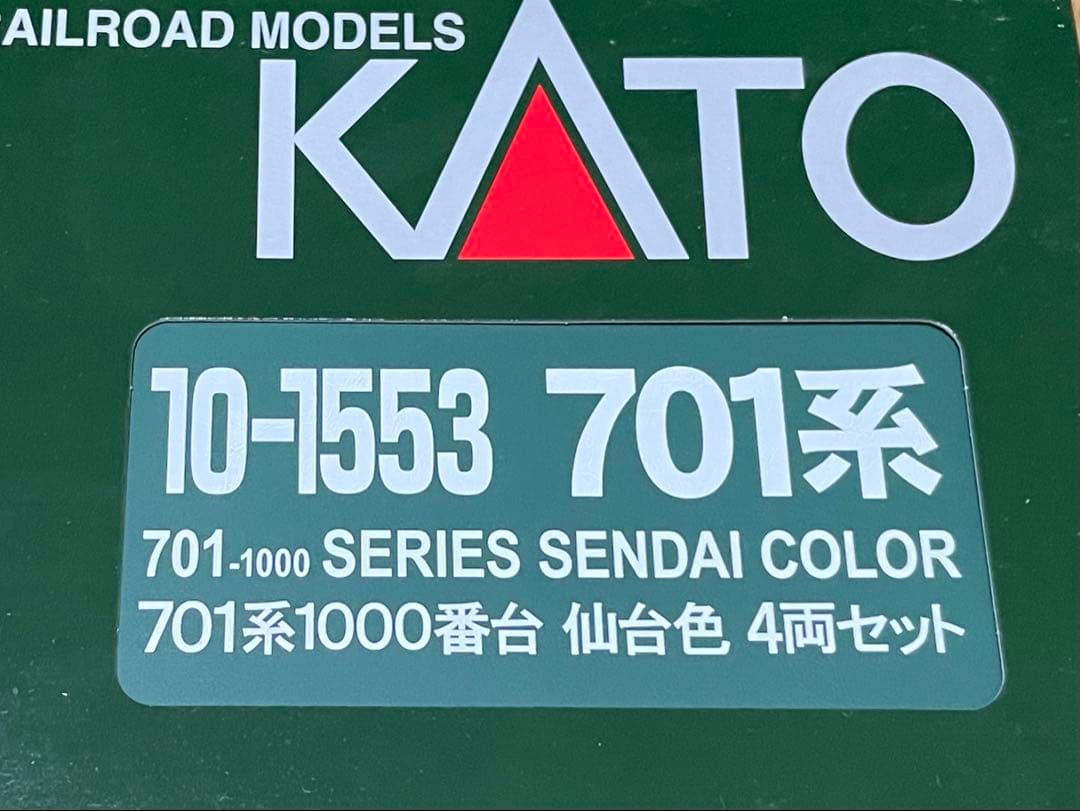 RAILROAD MODELS
KATO
10-1553 701系
701-1000 SERIES SENDAI COLOR
701系1000番台 仙台色 4両セット